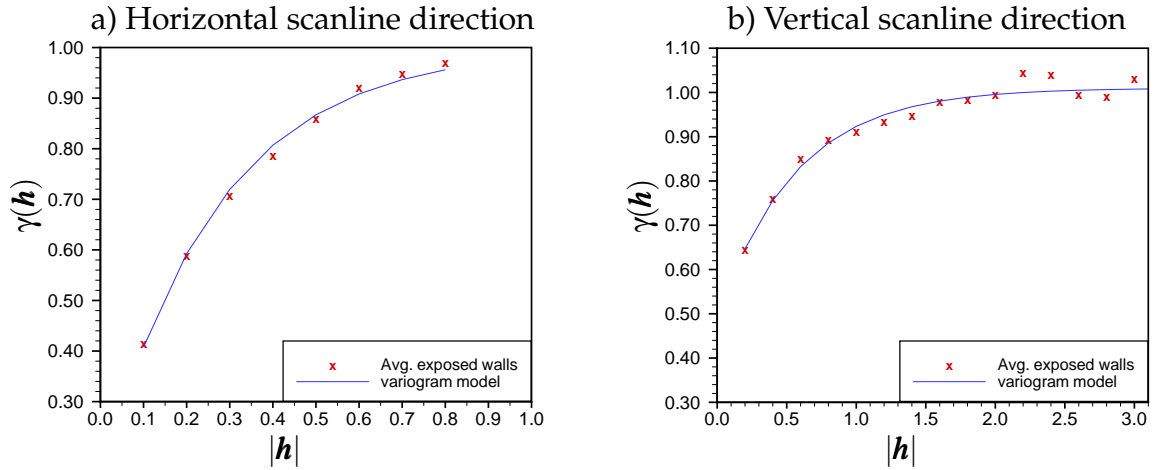 a) Horizontal scanline direction
1.00
0.90
0.80
0.70
0.60
0.50
0.40
0.30
γ(h)
0.0 0.1 0.2 0.3 0.4 0.5 0.6 0.7 0.8 0.9 1.0
|h|
x Avg. exposed walls
variogram model
b) Vertical scanline direction
1.10
1.00
0.90
0.80
0.70
0.60
0.50
0.40
0.30
γ(h)
0.0 0.5 1.0 1.5 2.0 2.5 3.0
|h|
x Avg. exposed walls
variogram model